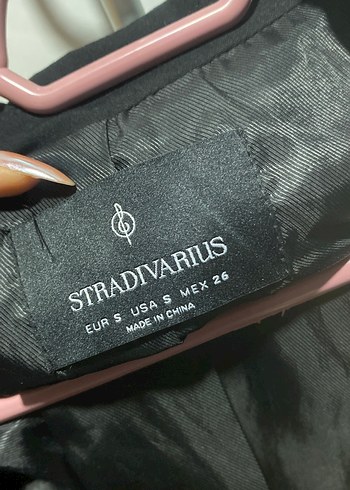 STRADIVARIUS
EUR S USA S MEX 26
MADE IN CHINA